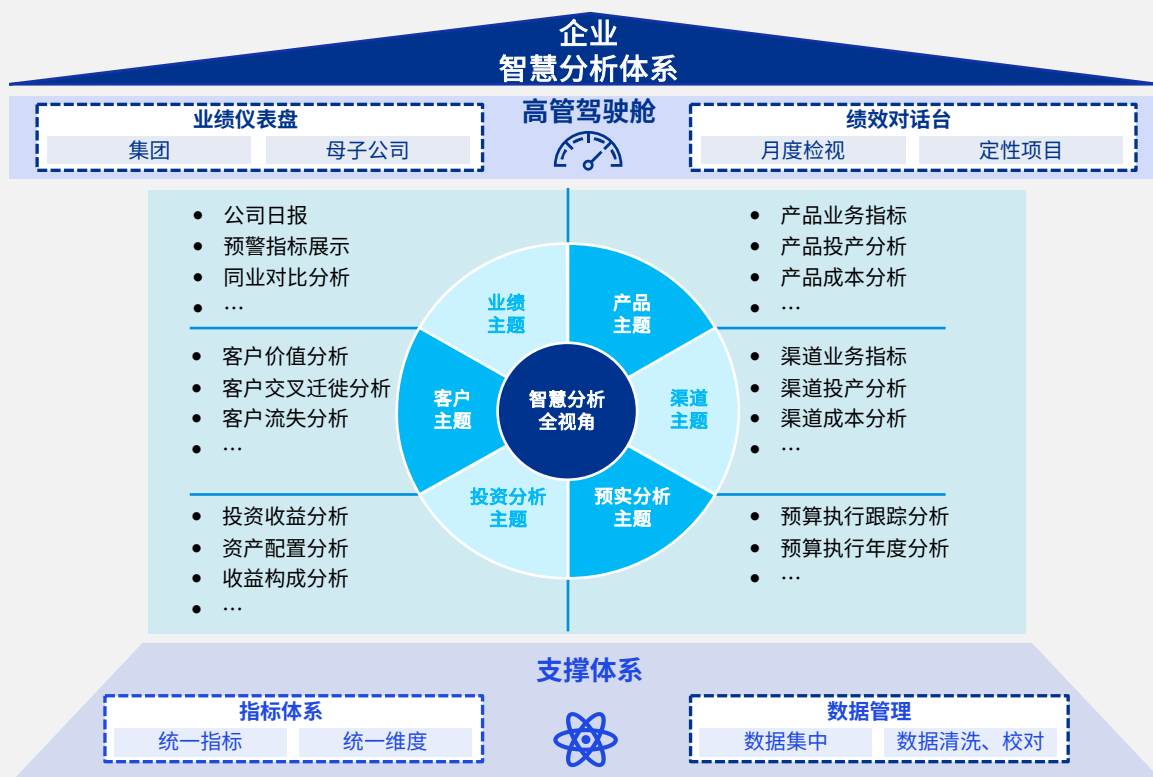 企业
智慧分析体系
高管驾驶舱
业绩仪表盘
集团
母子公司
绩效对话台
月度检视
定性项目
• 公司日报
• 预警指标展示
• 同业对比分析
• …
• 产品业务指标
• 产品投产分析
• 产品成本分析
• …
业绩
主题
产品
主题
• 客户价值分析
• 客户交叉迁徙分析
• 客户流失分析
• …
客户
主题
智慧分析
全视角
渠道
主题
• 渠道业务指标
• 渠道投产分析
• 渠道成本分析
• …
投资分析
主题
预实分析
主题
• 投资收益分析
• 资产配置分析
• 收益构成分析
• …
• 预算执行跟踪分析
• 预算执行年度分析
• …
支撑体系
指标体系
统一指标
统一维度
数据管理
数据集中
数据清洗、校对